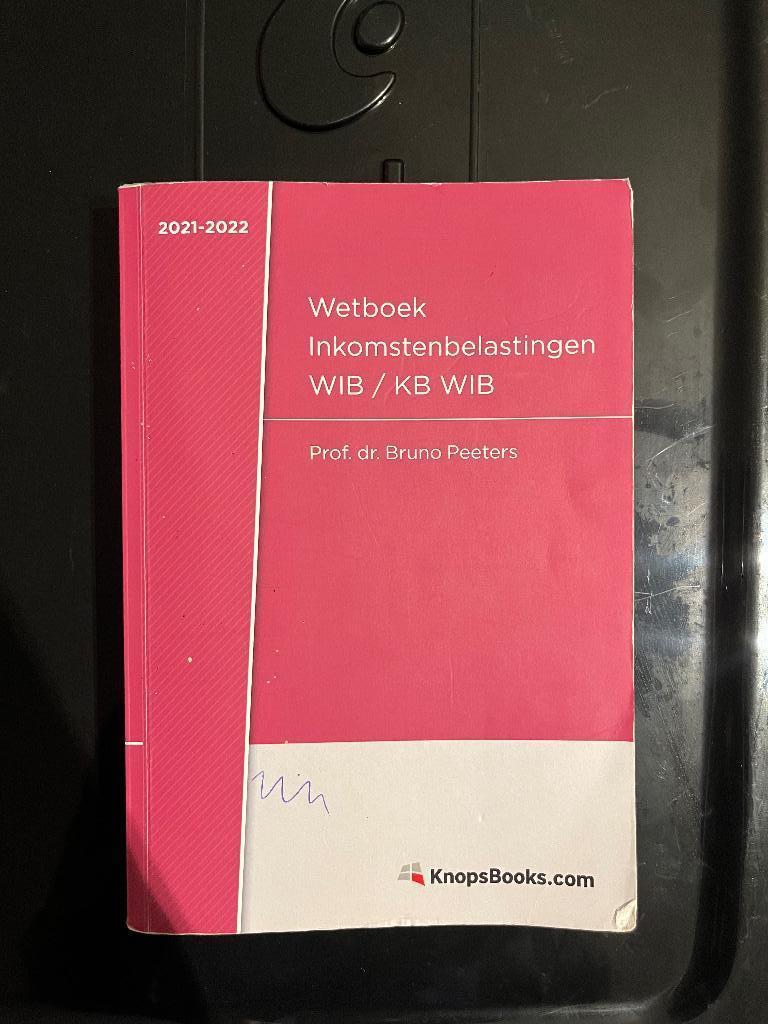 2021-2022
Wetboek
Inkomstenbelastingen
WIB / KB WIB
Prof. dr. Bruno Peeters
KnopsBooks.com